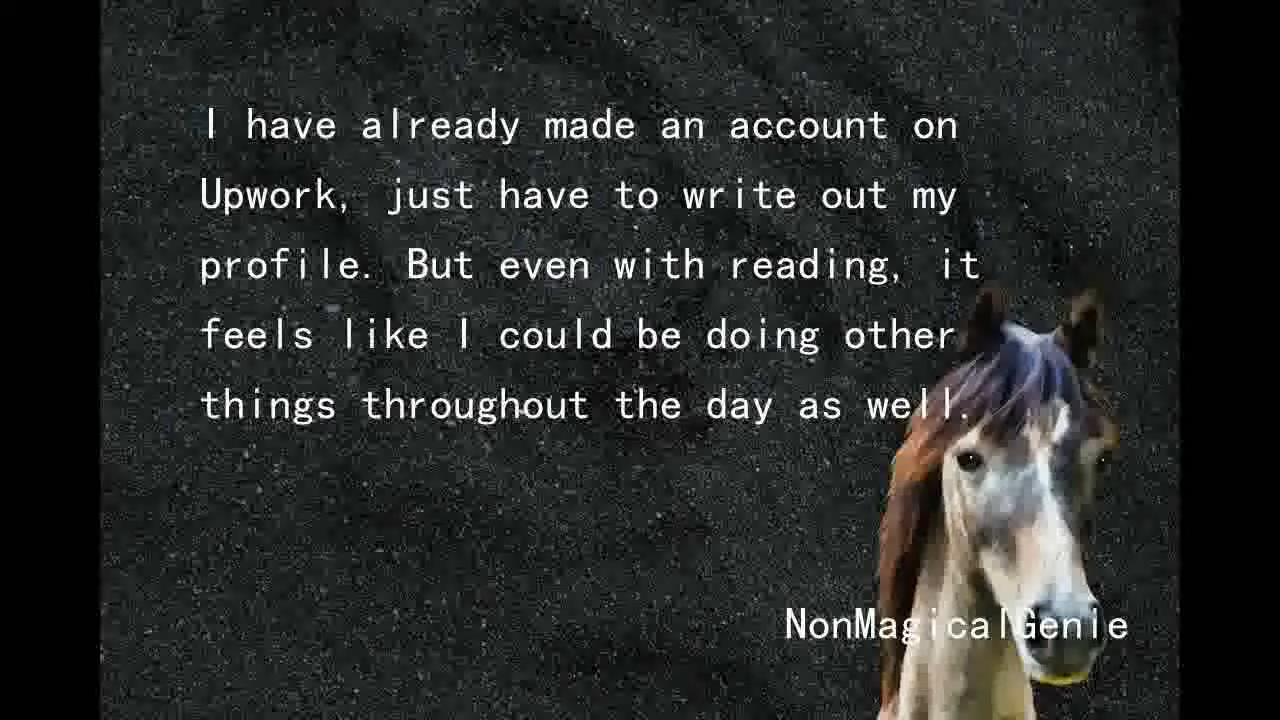 I have already made an account on
Upwork, just have to write out my
profile. But even with reading, it
feels like I could be doing other
things throughout the day as well.
NonMagicalGenie